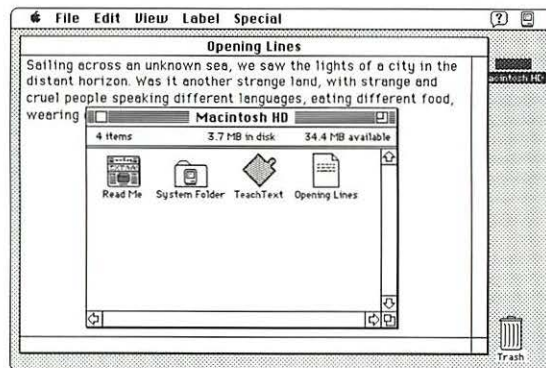 File Edit View Label Special
Opening Lines
Sailing across an unknown sea, we saw the lights of a city in the
distant horizon. Was it another strange land, with strange and
cruel people speaking different languages, eating different food,
wearing
Macintosh HD
4 items 3.7 MB in disk 34.4 MB available
Read Me System Folder TeachText Opening Lines
acintosh HD
Trash